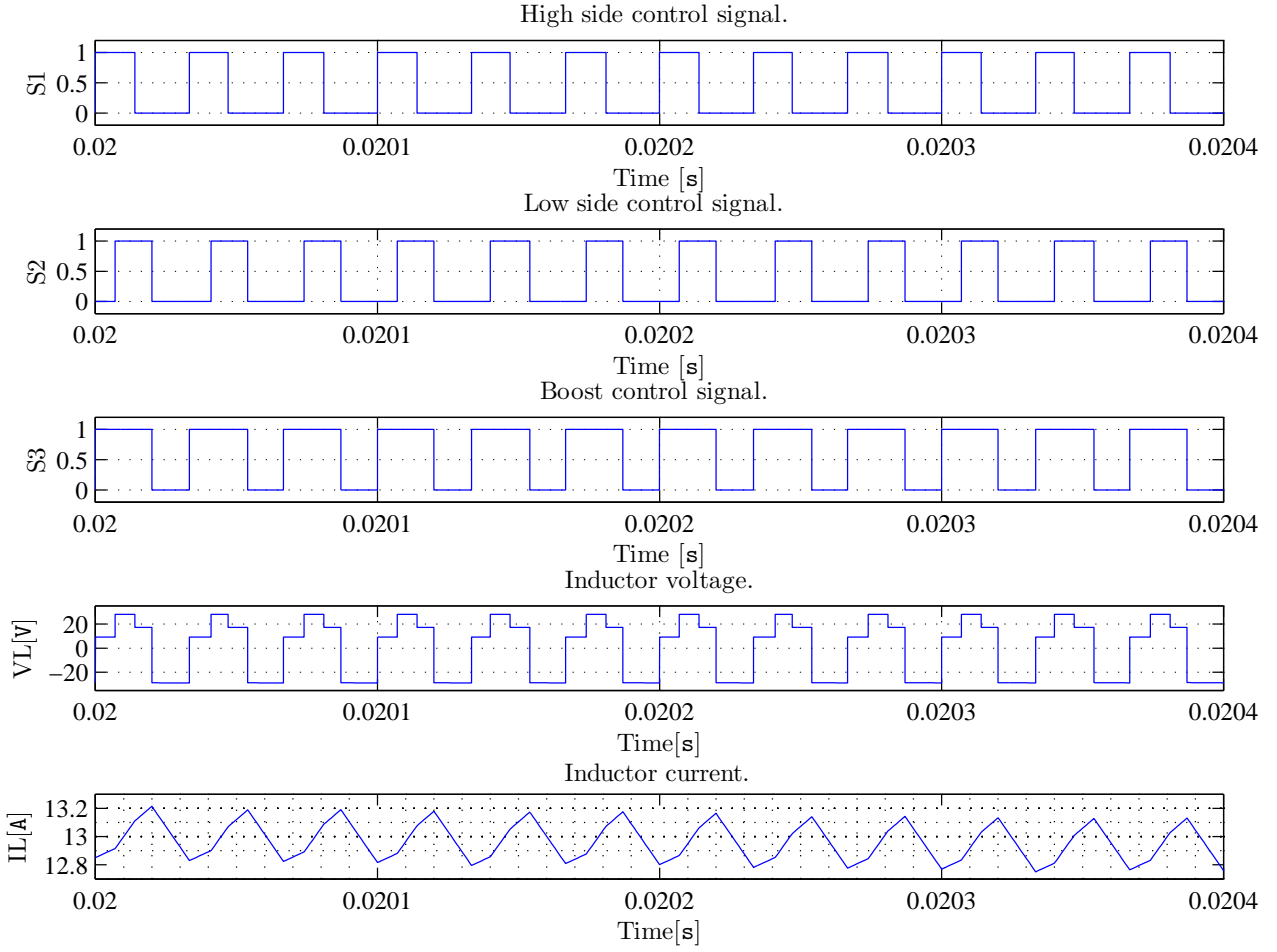 High side control signal.
S1
1
0.5
0
0.02 0.0201 0.0202 0.0203 0.0204
Time [s]
Low side control signal.
S2
1
0.5
0
0.02 0.0201 0.0202 0.0203 0.0204
Time [s]
Boost control signal.
S3
1
0.5
0
0.02 0.0201 0.0202 0.0203 0.0204
Time [s]
Inductor voltage.
VL[V]
20
0
−20
0.02 0.0201 0.0202 0.0203 0.0204
Time[s]
Inductor current.
IL[A]
13.2
13
12.8
0.02 0.0201 0.0202 0.0203 0.0204
Time[s]